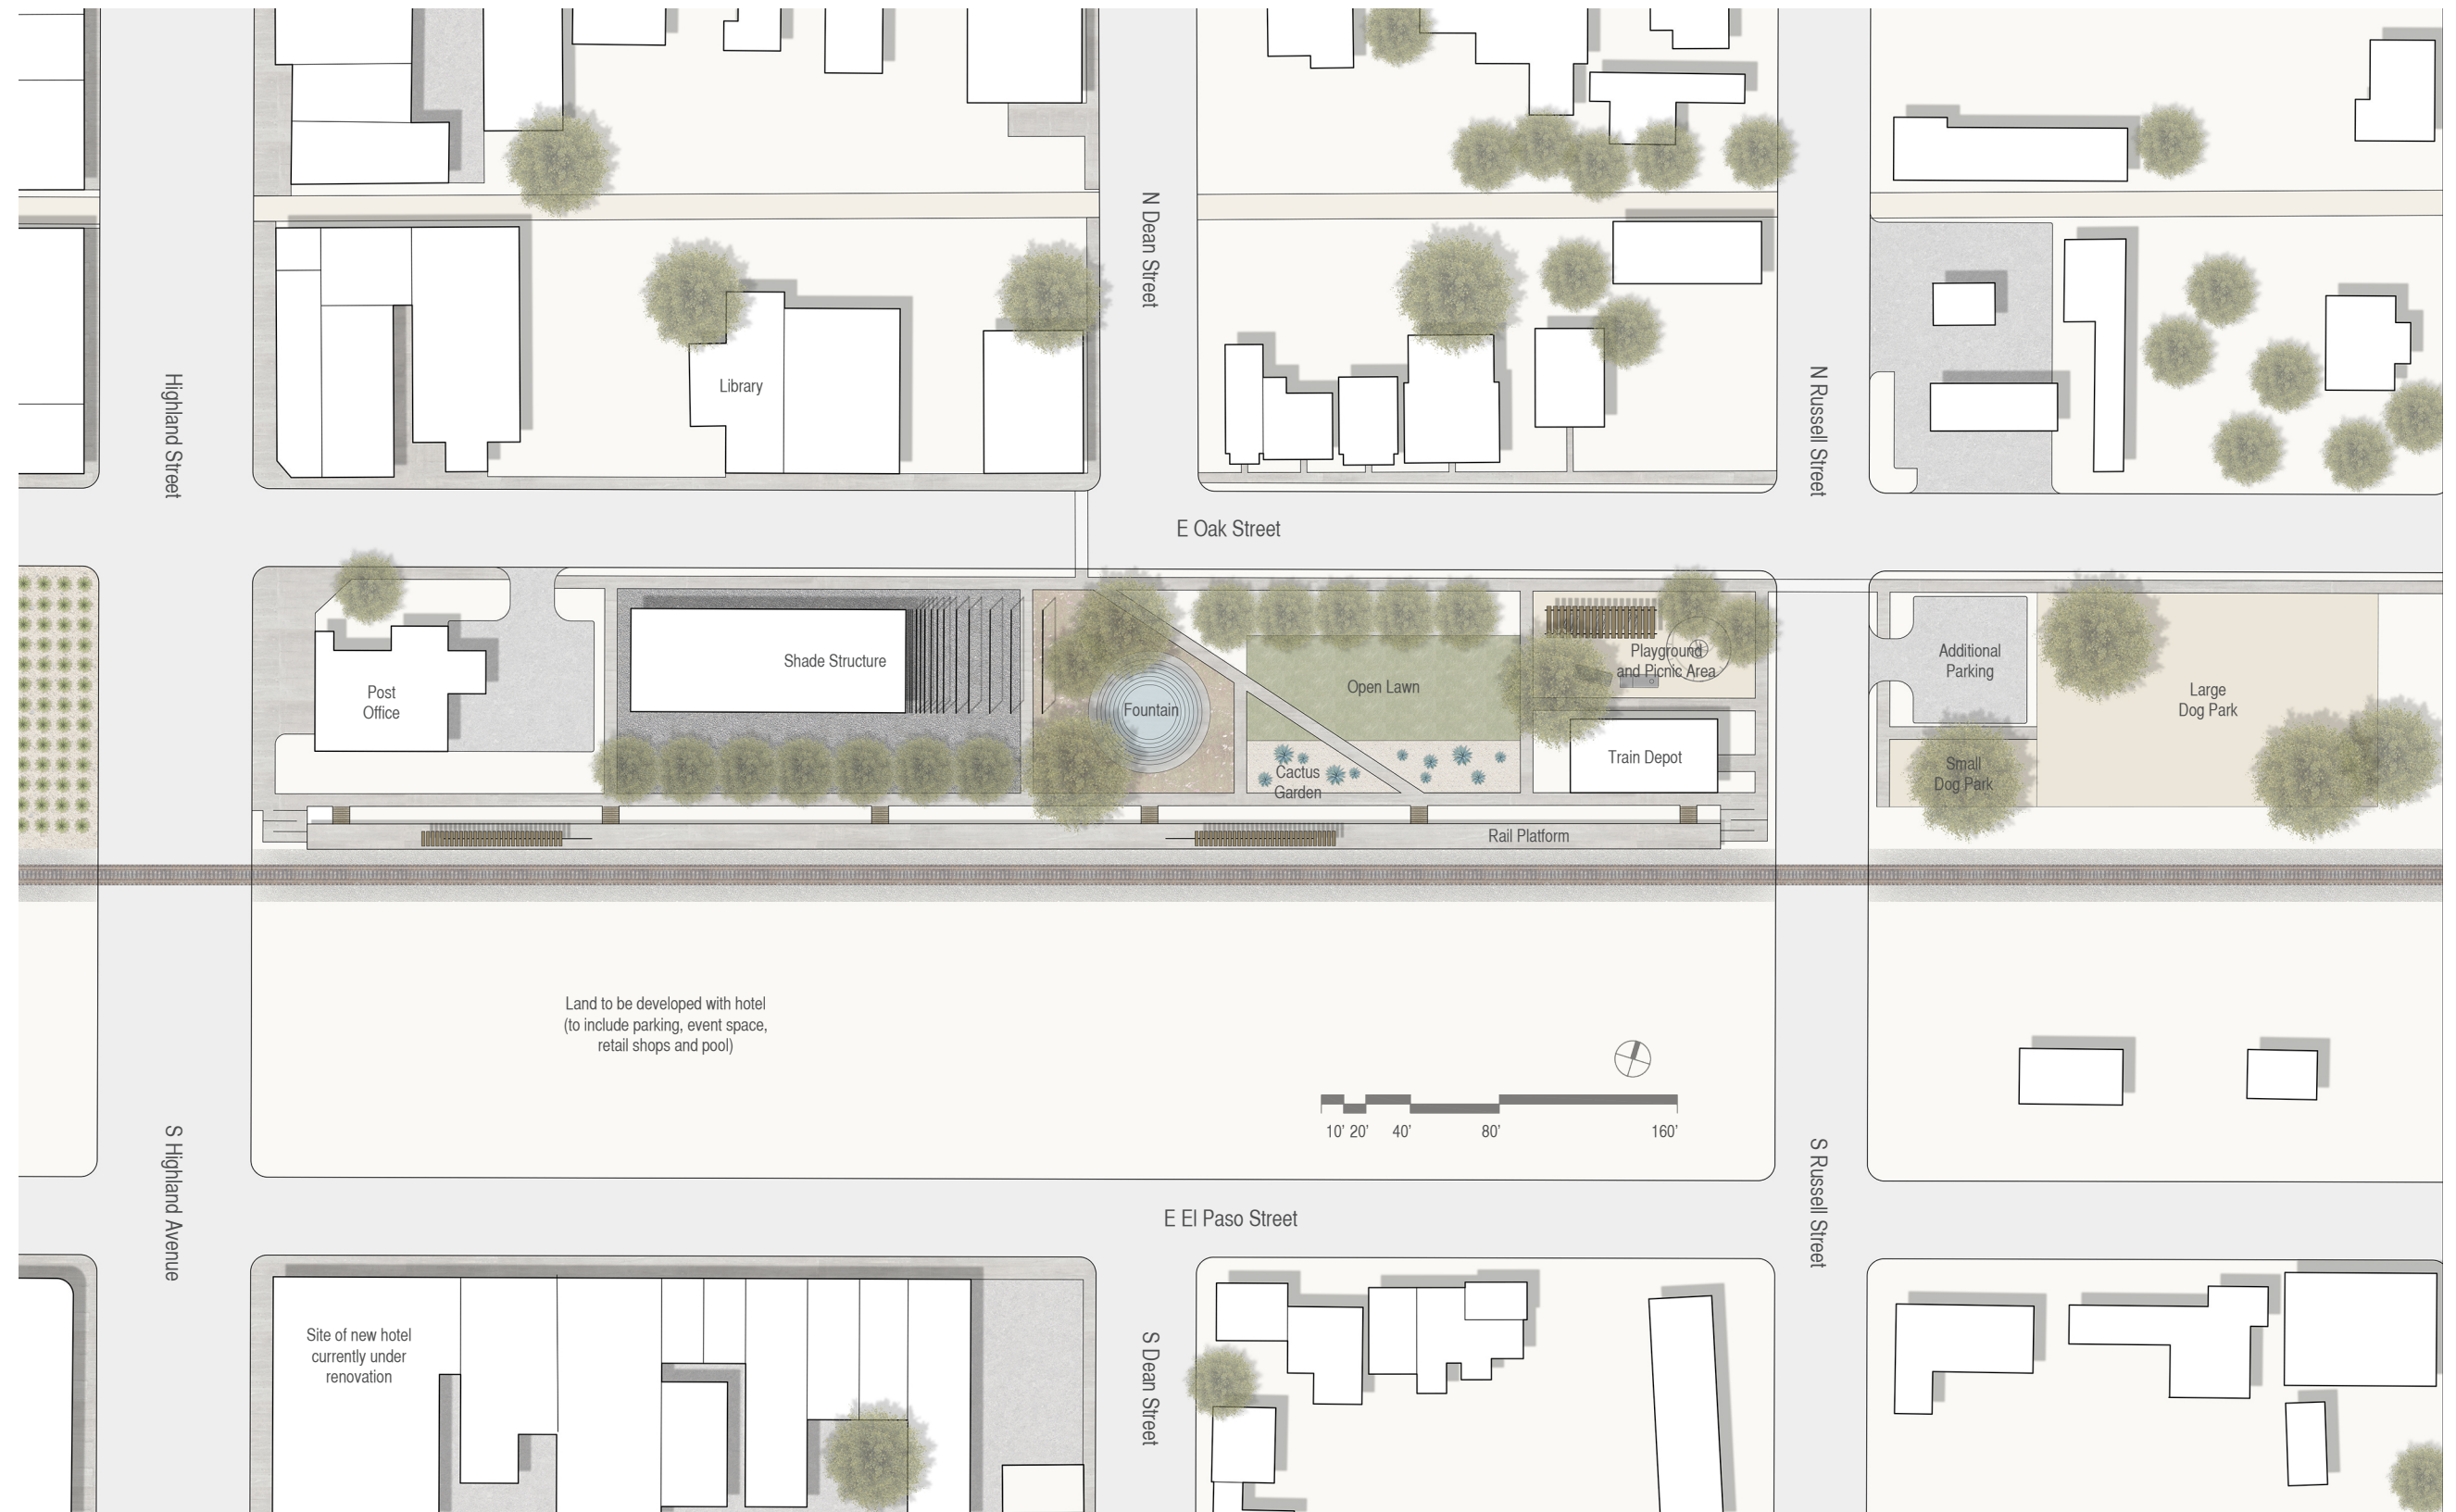 N Dean Street
Highland Street
Library
N Russell Street
E Oak Street
Post
Office
Shade Structure
Fountain
Open Lawn
Cactus
Garden
Playground
and Picnic Area
Train Depot
Additional
Parking
Large
Dog Park
Small
Dog Park
Rail Platform
Land to be developed with hotel
(to include parking, event space,
retail shops and pool)
10' 20' 40' 80' 160'
S Highland Avenue
S Russell Street
E El Paso Street
Site of new hotel
currently under
renovation
S Dean Street